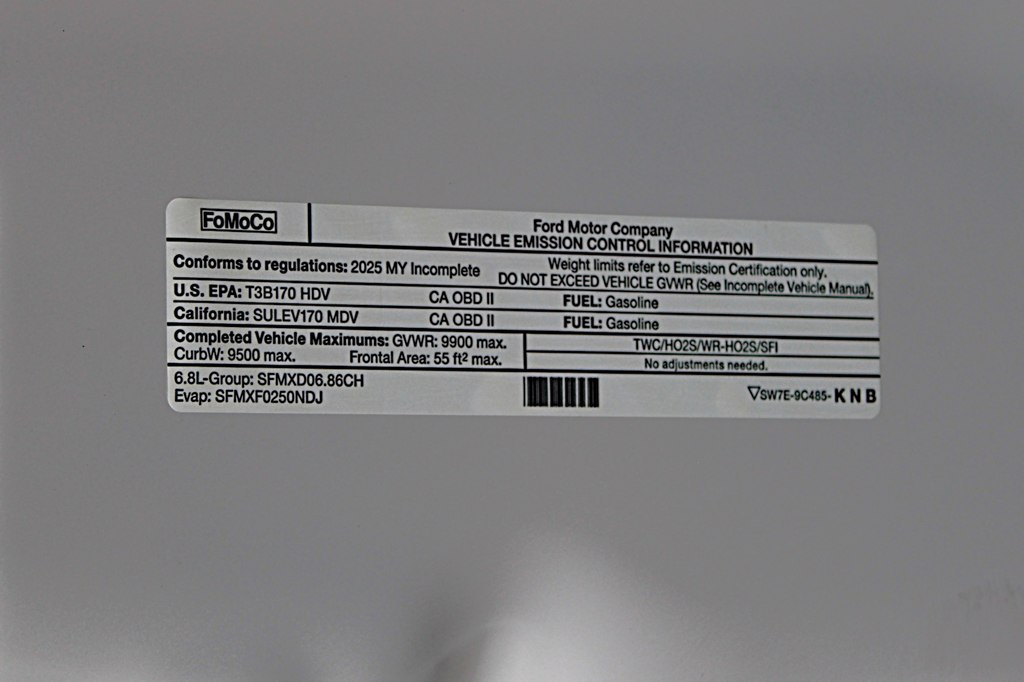 FoMoCo
Ford Motor Company
VEHICLE EMISSION CONTROL INFORMATION
Conforms to regulations: 2025 MY Incomplete
Weight limits refer to Emission Certification only.
DO NOT EXCEED VEHICLE GVWR (See Incomplete Vehicle Manual).
U.S. EPA: T3B170 HDV CA OBD II FUEL: Gasoline
California: SULEV170 MDV CA OBD II FUEL: Gasoline
Completed Vehicle Maximums: GVWR: 9900 max.
CurbW: 9500 max. Frontal Area: 55 ft² max.
TWC/HO2S/WR-HO2S/SFI
No adjustments needed.
6.8L-Group: SFMXD06.86CH
Evap: SFMXF0250NDJ
SW7E-9C485- K N B